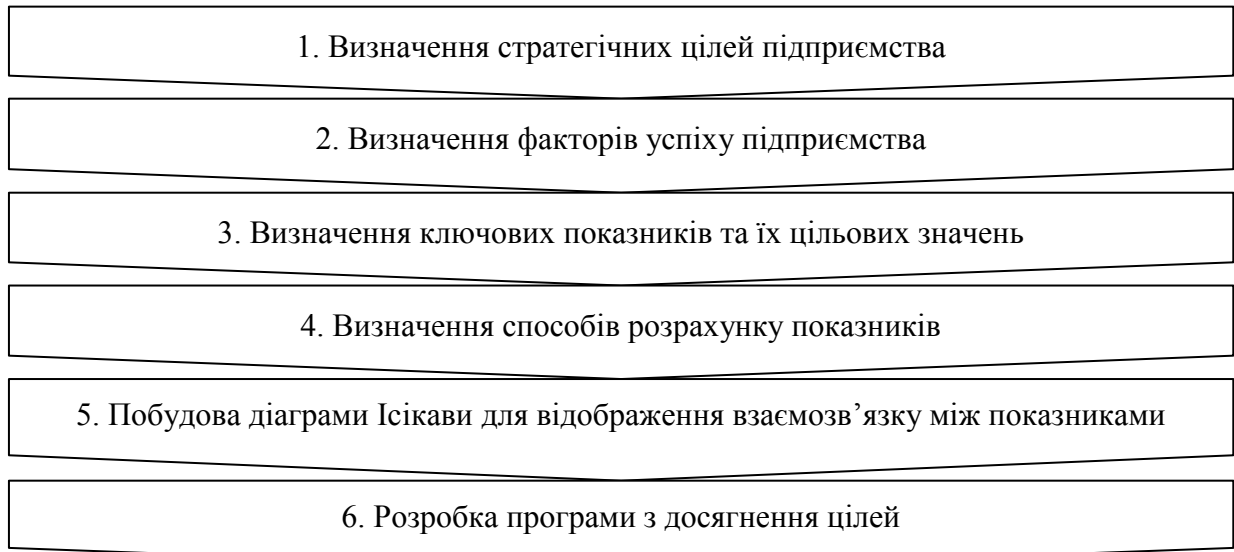 1. Визначення стратегічних цілей підприємства
2. Визначення факторів успіху підприємства
3. Визначення ключових показників та їх цільових значень
4. Визначення способів розрахунку показників
5. Побудова діаграми Ісікави для відображення взаємозв’язку між показниками
6. Розробка програми з досягнення цілей